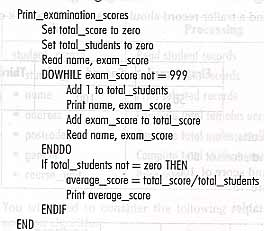 Print_examination_scores
Set total_score to zero
Set total_students to zero
Read name, exam_score
DOWHILE exam_score not = 999
Add 1 to total_students
Print name, exam_score
Add exam_score to total_score
Read name, exam_score
ENDDO
If total_students not = zero THEN
average_score = total_score/total_students
Print average_score
ENDIF
END